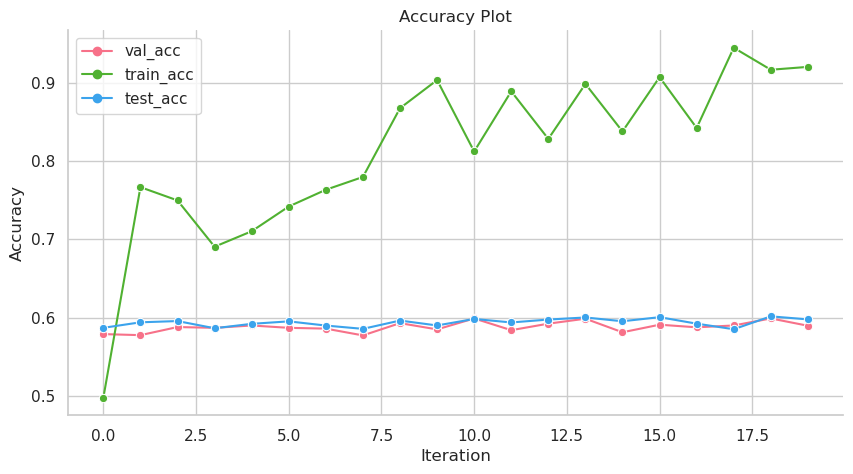 Accuracy Plot
val_acc
train_acc
test_acc
Accuracy
0.9
0.8
0.7
0.6
0.5
0.0 2.5 5.0 7.5 10.0 12.5 15.0 17.5
Iteration